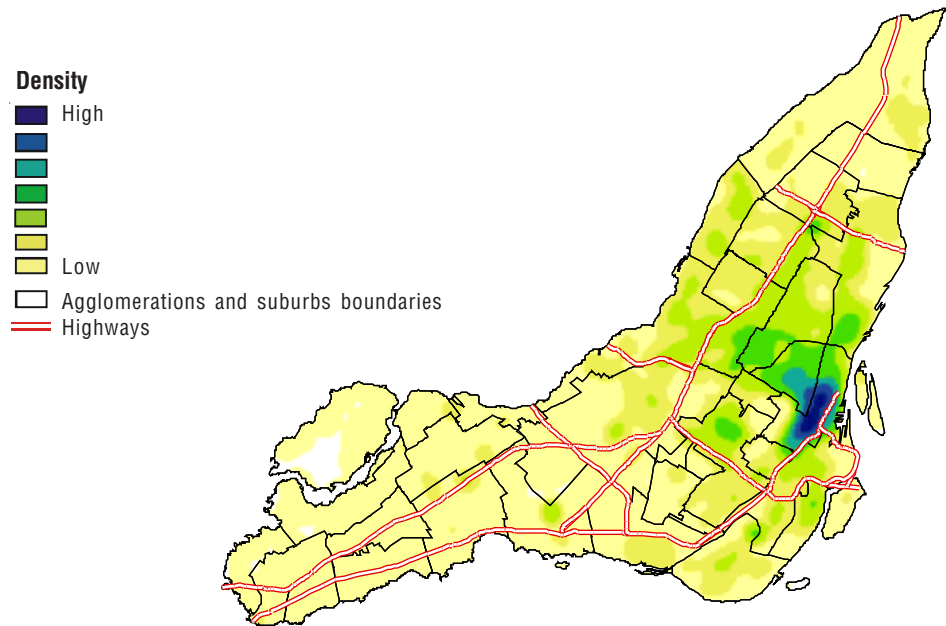 Density
High
Low
Agglomerations and suburbs boundaries
Highways